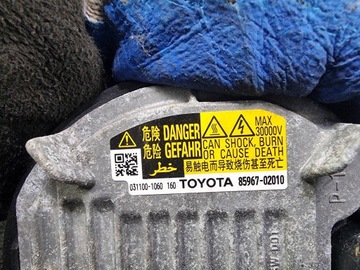 危険 DANGER
危险 GEFAHR
خطر
MAX
30000V
CAN SHOCK, BURN
OR CAUSE DEATH
易触电而导致烧伤甚至死亡
031100-1060 160 TOYOTA 85967-02010